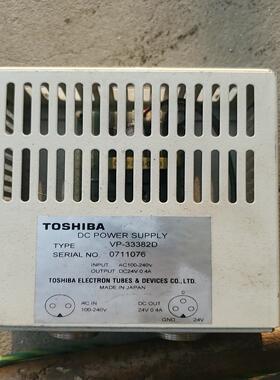 TOSHIBA
DC POWER SUPPLY
TYPE VP-33382D
SERIAL NO. 0711076
INPUT AC100-240v
OUTPUT DC24V 0.4A
TOSHIBA ELECTRON TUBES & DEVICES CO.,LTD.
MADE IN JAPAN
AC IN
100-240v
DC OUT
24V 0.4A
GND 24V